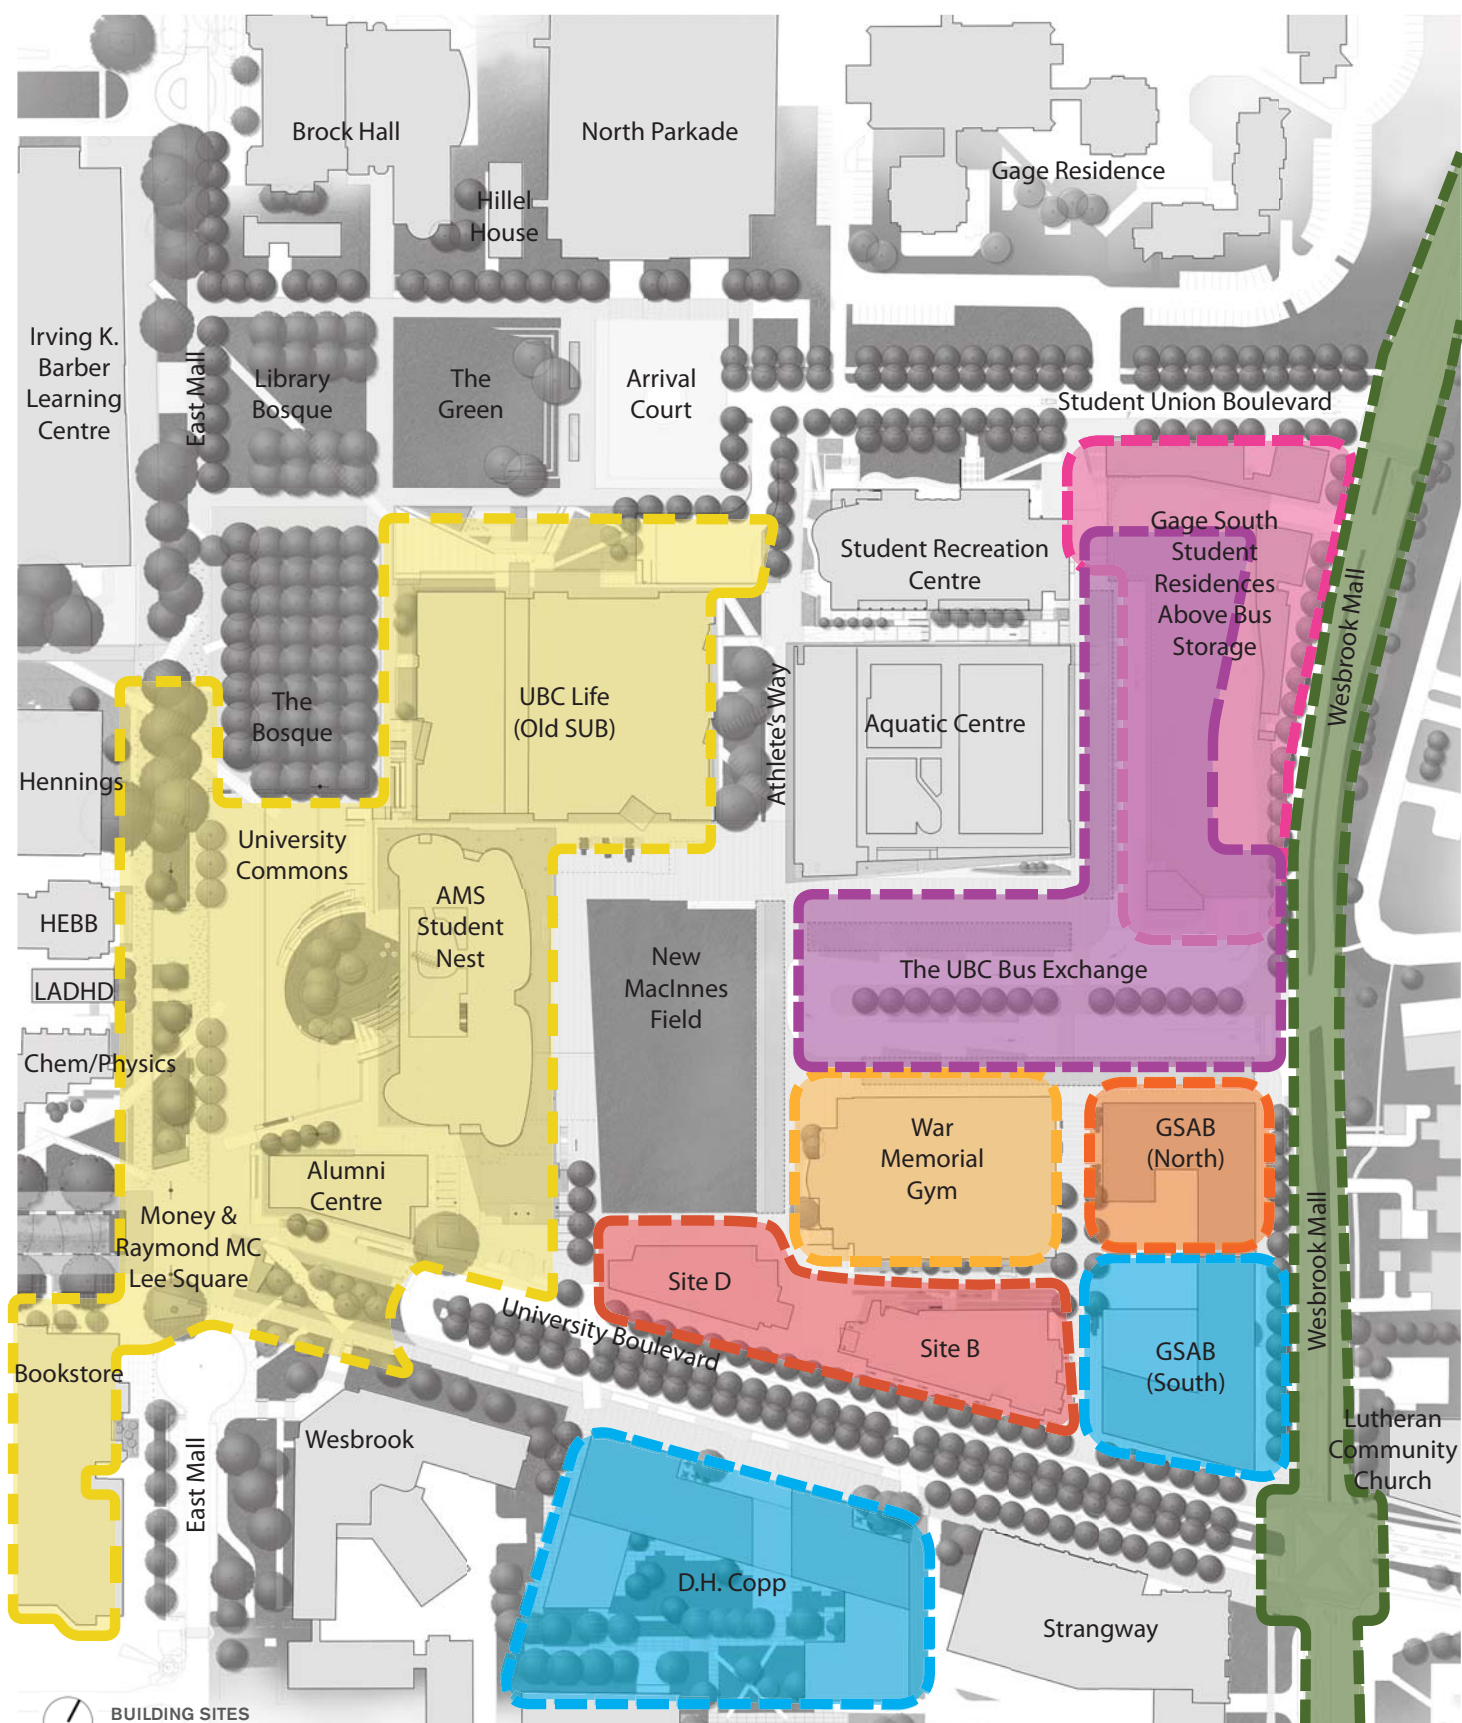 Brock Hall
North Parkade
Gage Residence
Hillel
House
Irving K.
Barber
Learning
Centre
East Mall
Library
Bosque
The
Green
Arrival
Court
Student Union Boulevard
Gage South
Student
Residences
Above Bus
Storage
Student Recreation
Centre
Wesbrook Mall
UBC Life
(Old SUB)
Athlete's Way
Aquatic Centre
The
Bosque
Hennings
University
Commons
AMS
Student
Nest
HEBB
New
MacInnes
Field
The UBC Bus Exchange
LADHD
Chem/Physics
War
Memorial
Gym
GSAB
(North)
Alumni
Centre
Money &
Raymond MC
Lee Square
Wesbrook Mall
Site D
University Boulevard
Site B
GSAB
(South)
Bookstore
Lutheran
Community
Church
Wesbrook
East Mall
D.H. Copp
Strangway
BUILDING SITES